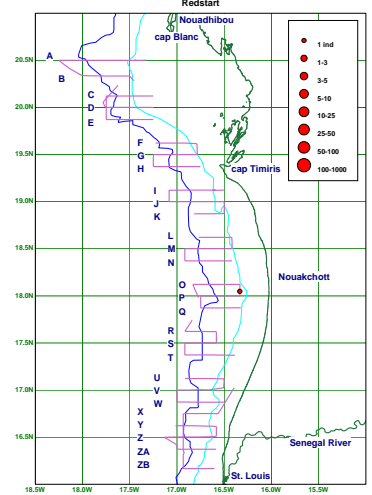 Redstart
Nouadhibou
cap Blanc
1 ind
1-3
3-5
5-10
10-25
25-50
50-100
100-1000
20.5N
A
B
C
20.0N
D
E
19.5N
F
G
H
cap Timiris
19.0N
I
J
K
18.5N
L
M
N
Nouakchott
18.0N
O
P
Q
17.5N
R
S
T
17.0N
U
V
W
X
16.5N
Y
Z
ZA
ZB
Senegal River
St. Louis
18.5W 18.0W 17.5W 17.0W 16.5W 16.0W 15.5W